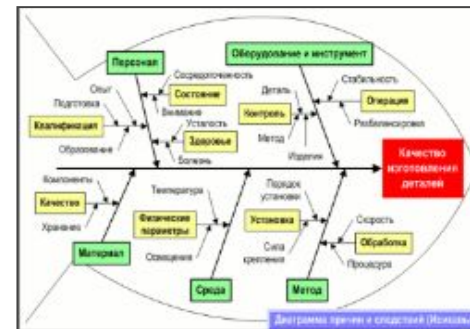 Персонал
Оборудование и инструмент
Сосредоточенность
Состояние
Внимание
Опыт
Подготовка
Квалификация
Образование
Усталость
Здоровье
Болезнь
Деталь
Контроль
Метод
Изделия
Стабильность
Операция
Разбалансировка
Качество
изготовления
деталей
Компоненты
Качество
Хранение
Материал
Температура
Физические
параметры
Освещение
Среда
Порядок
установки
Установка
Сила
крепления
Скорость
Обработка
Процедура
Метод
Диаграмма причин и следствий